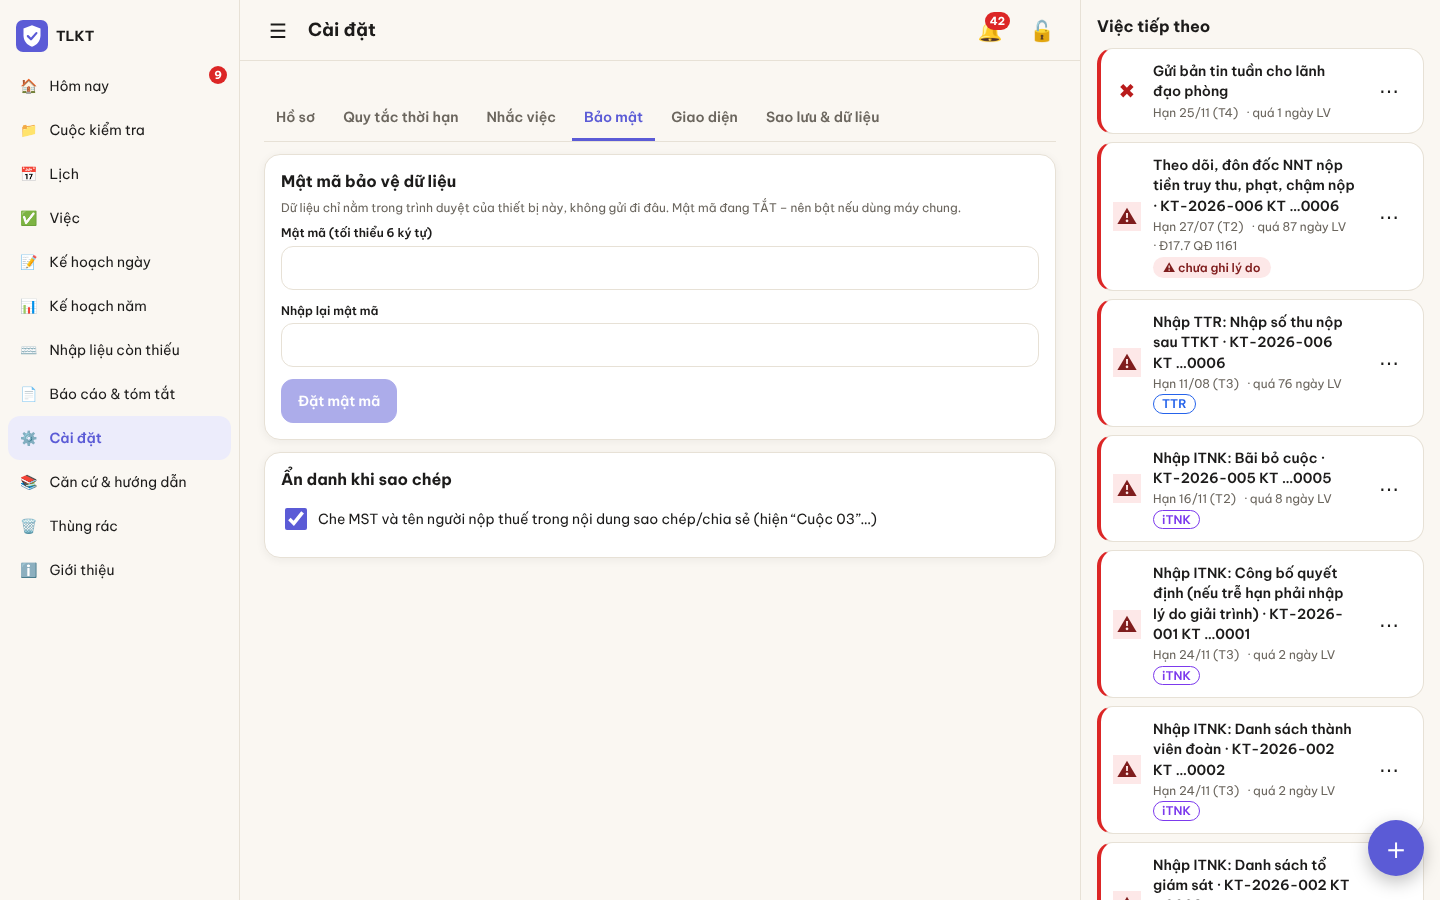 TLKT
Hôm nay
9
Cuộc kiểm tra
Lịch
Việc
Kế hoạch ngày
Kế hoạch năm
Nhập liệu còn thiếu
Báo cáo & tóm tắt
Cài đặt
Căn cứ & hướng dẫn
Thùng rác
Giới thiệu
Cài đặt
42
Hồ sơ
Quy tắc thời hạn
Nhắc việc
Bảo mật
Giao diện
Sao lưu & dữ liệu
Mật mã bảo vệ dữ liệu
Dữ liệu chỉ nằm trong trình duyệt của thiết bị này, không gửi đi đâu. Mật mã đang TẮT – nên bật nếu dùng máy chung.
Mật mã (tối thiểu 6 ký tự)
Nhập lại mật mã
Đặt mật mã
Ẩn danh khi sao chép
Che MST và tên người nộp thuế trong nội dung sao chép/chia sẻ (hiện “Cuộc 03”…)
Việc tiếp theo
Gửi bản tin tuần cho lãnh
đạo phòng
Hạn 25/11 (T4) · quá 1 ngày LV
Theo dõi, đôn đốc NNT nộp
tiền truy thu, phạt, chậm nộp
· KT-2026-006 KT …0006
Hạn 27/07 (T2) · quá 87 ngày LV
· Đ17.7 QĐ 1161
chưa ghi lý do
Nhập TTR: Nhập số thu nộp
sau TTKT · KT-2026-006
KT …0006
Hạn 11/08 (T3) · quá 76 ngày LV
TTR
Nhập ITNK: Bãi bỏ cuộc ·
KT-2026-005 KT …0005
Hạn 16/11 (T2) · quá 8 ngày LV
iTNK
Nhập ITNK: Công bố quyết
định (nếu trễ hạn phải nhập
lý do giải trình) · KT-2026-
001 KT …0001
Hạn 24/11 (T3) · quá 2 ngày LV
iTNK
Nhập ITNK: Danh sách thành
viên đoàn · KT-2026-002
KT …0002
Hạn 24/11 (T3) · quá 2 ngày LV
iTNK
Nhập ITNK: Danh sách tổ
giám sát · KT-2026-002 KT